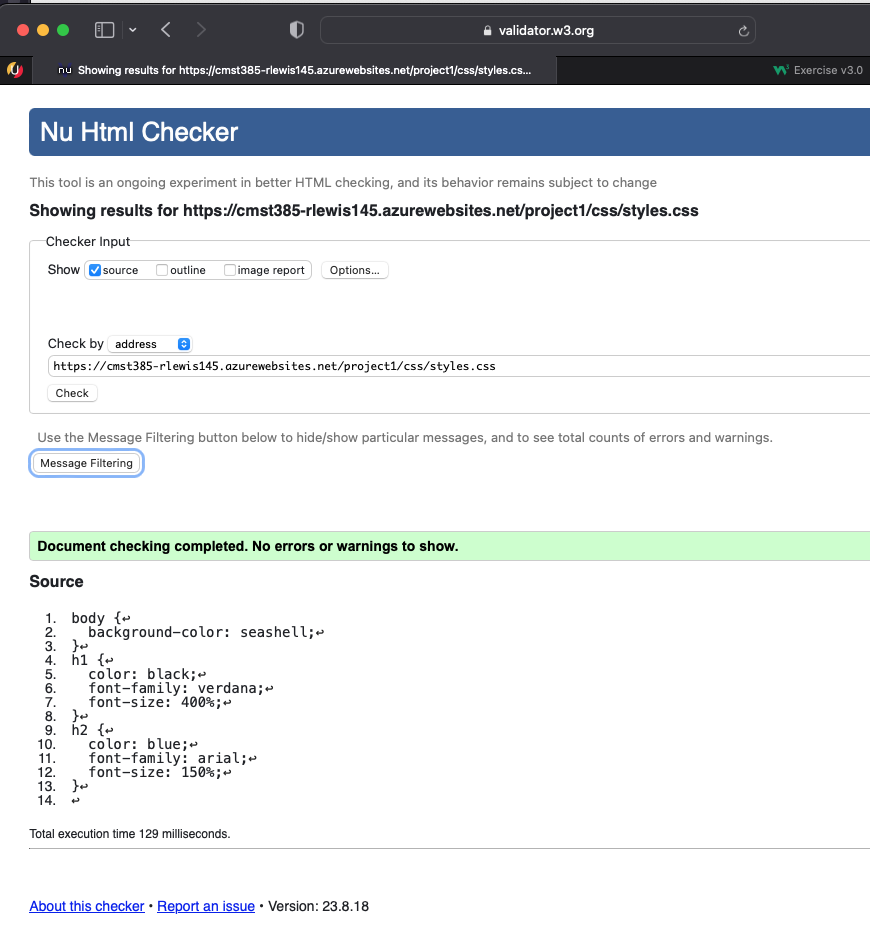 validator.w3.org
nu Showing results for https://cmst385-rlewis145.azurewebsites.net/project1/css/styles.cs...
Exercise v3.0
Nu Html Checker
This tool is an ongoing experiment in better HTML checking, and its behavior remains subject to change
Showing results for https://cmst385-rlewis145.azurewebsites.net/project1/css/styles.css
Checker Input
Show source outline image report Options...
Check by address
https://cmst385-rlewis145.azurewebsites.net/project1/css/styles.css
Check
Use the Message Filtering button below to hide/show particular messages, and to see total counts of errors and warnings.
Message Filtering
Document checking completed. No errors or warnings to show.
Source
1. body {↩
2. background-color: seashell;↩
3. }↩
4. h1 {↩
5. color: black;↩
6. font-family: verdana;↩
7. font-size: 400%;↩
8. }↩
9. h2 {↩
10. color: blue;↩
11. font-family: arial;↩
12. font-size: 150%;↩
13. }↩
14. ↩
Total execution time 129 milliseconds.
About this checker • Report an issue • Version: 23.8.18